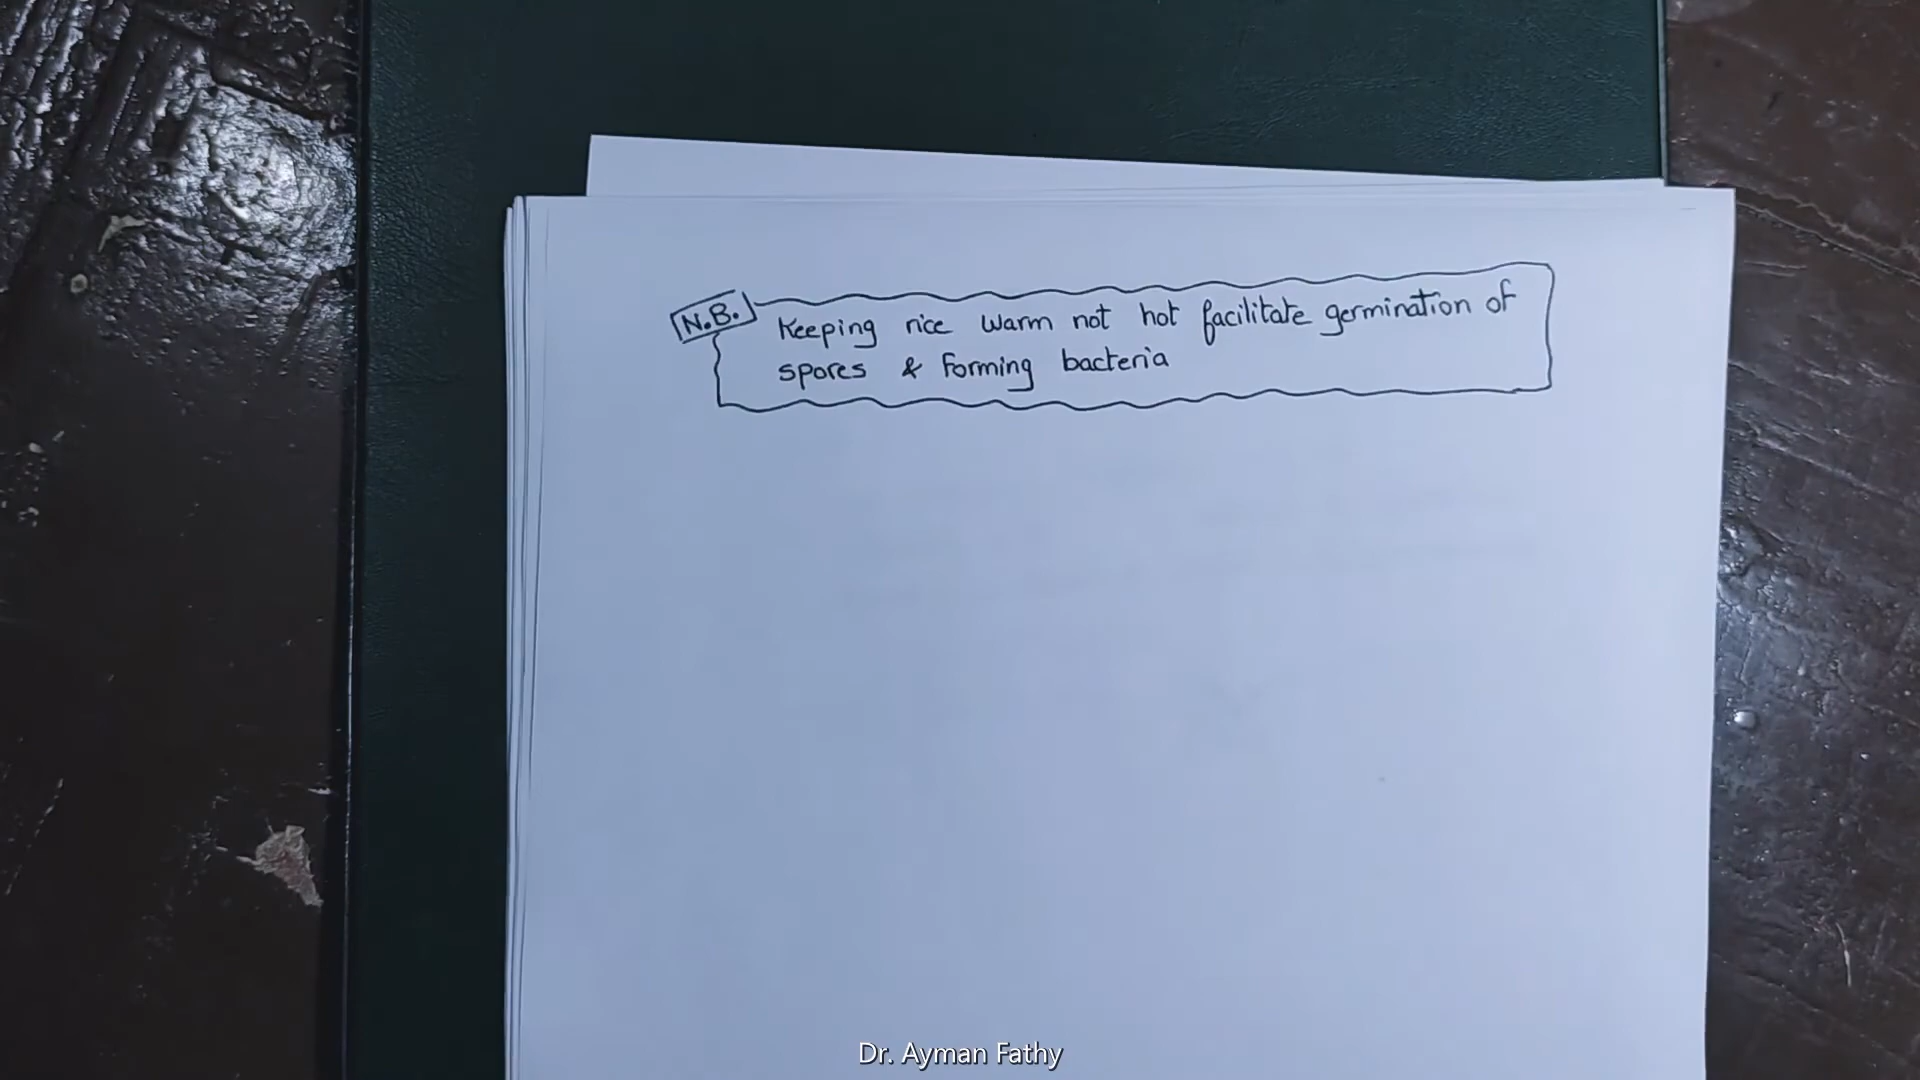 N.B. Keeping rice warm not hot facilitate germination of
spores & Forming bacteria
Dr. Ayman Fathy